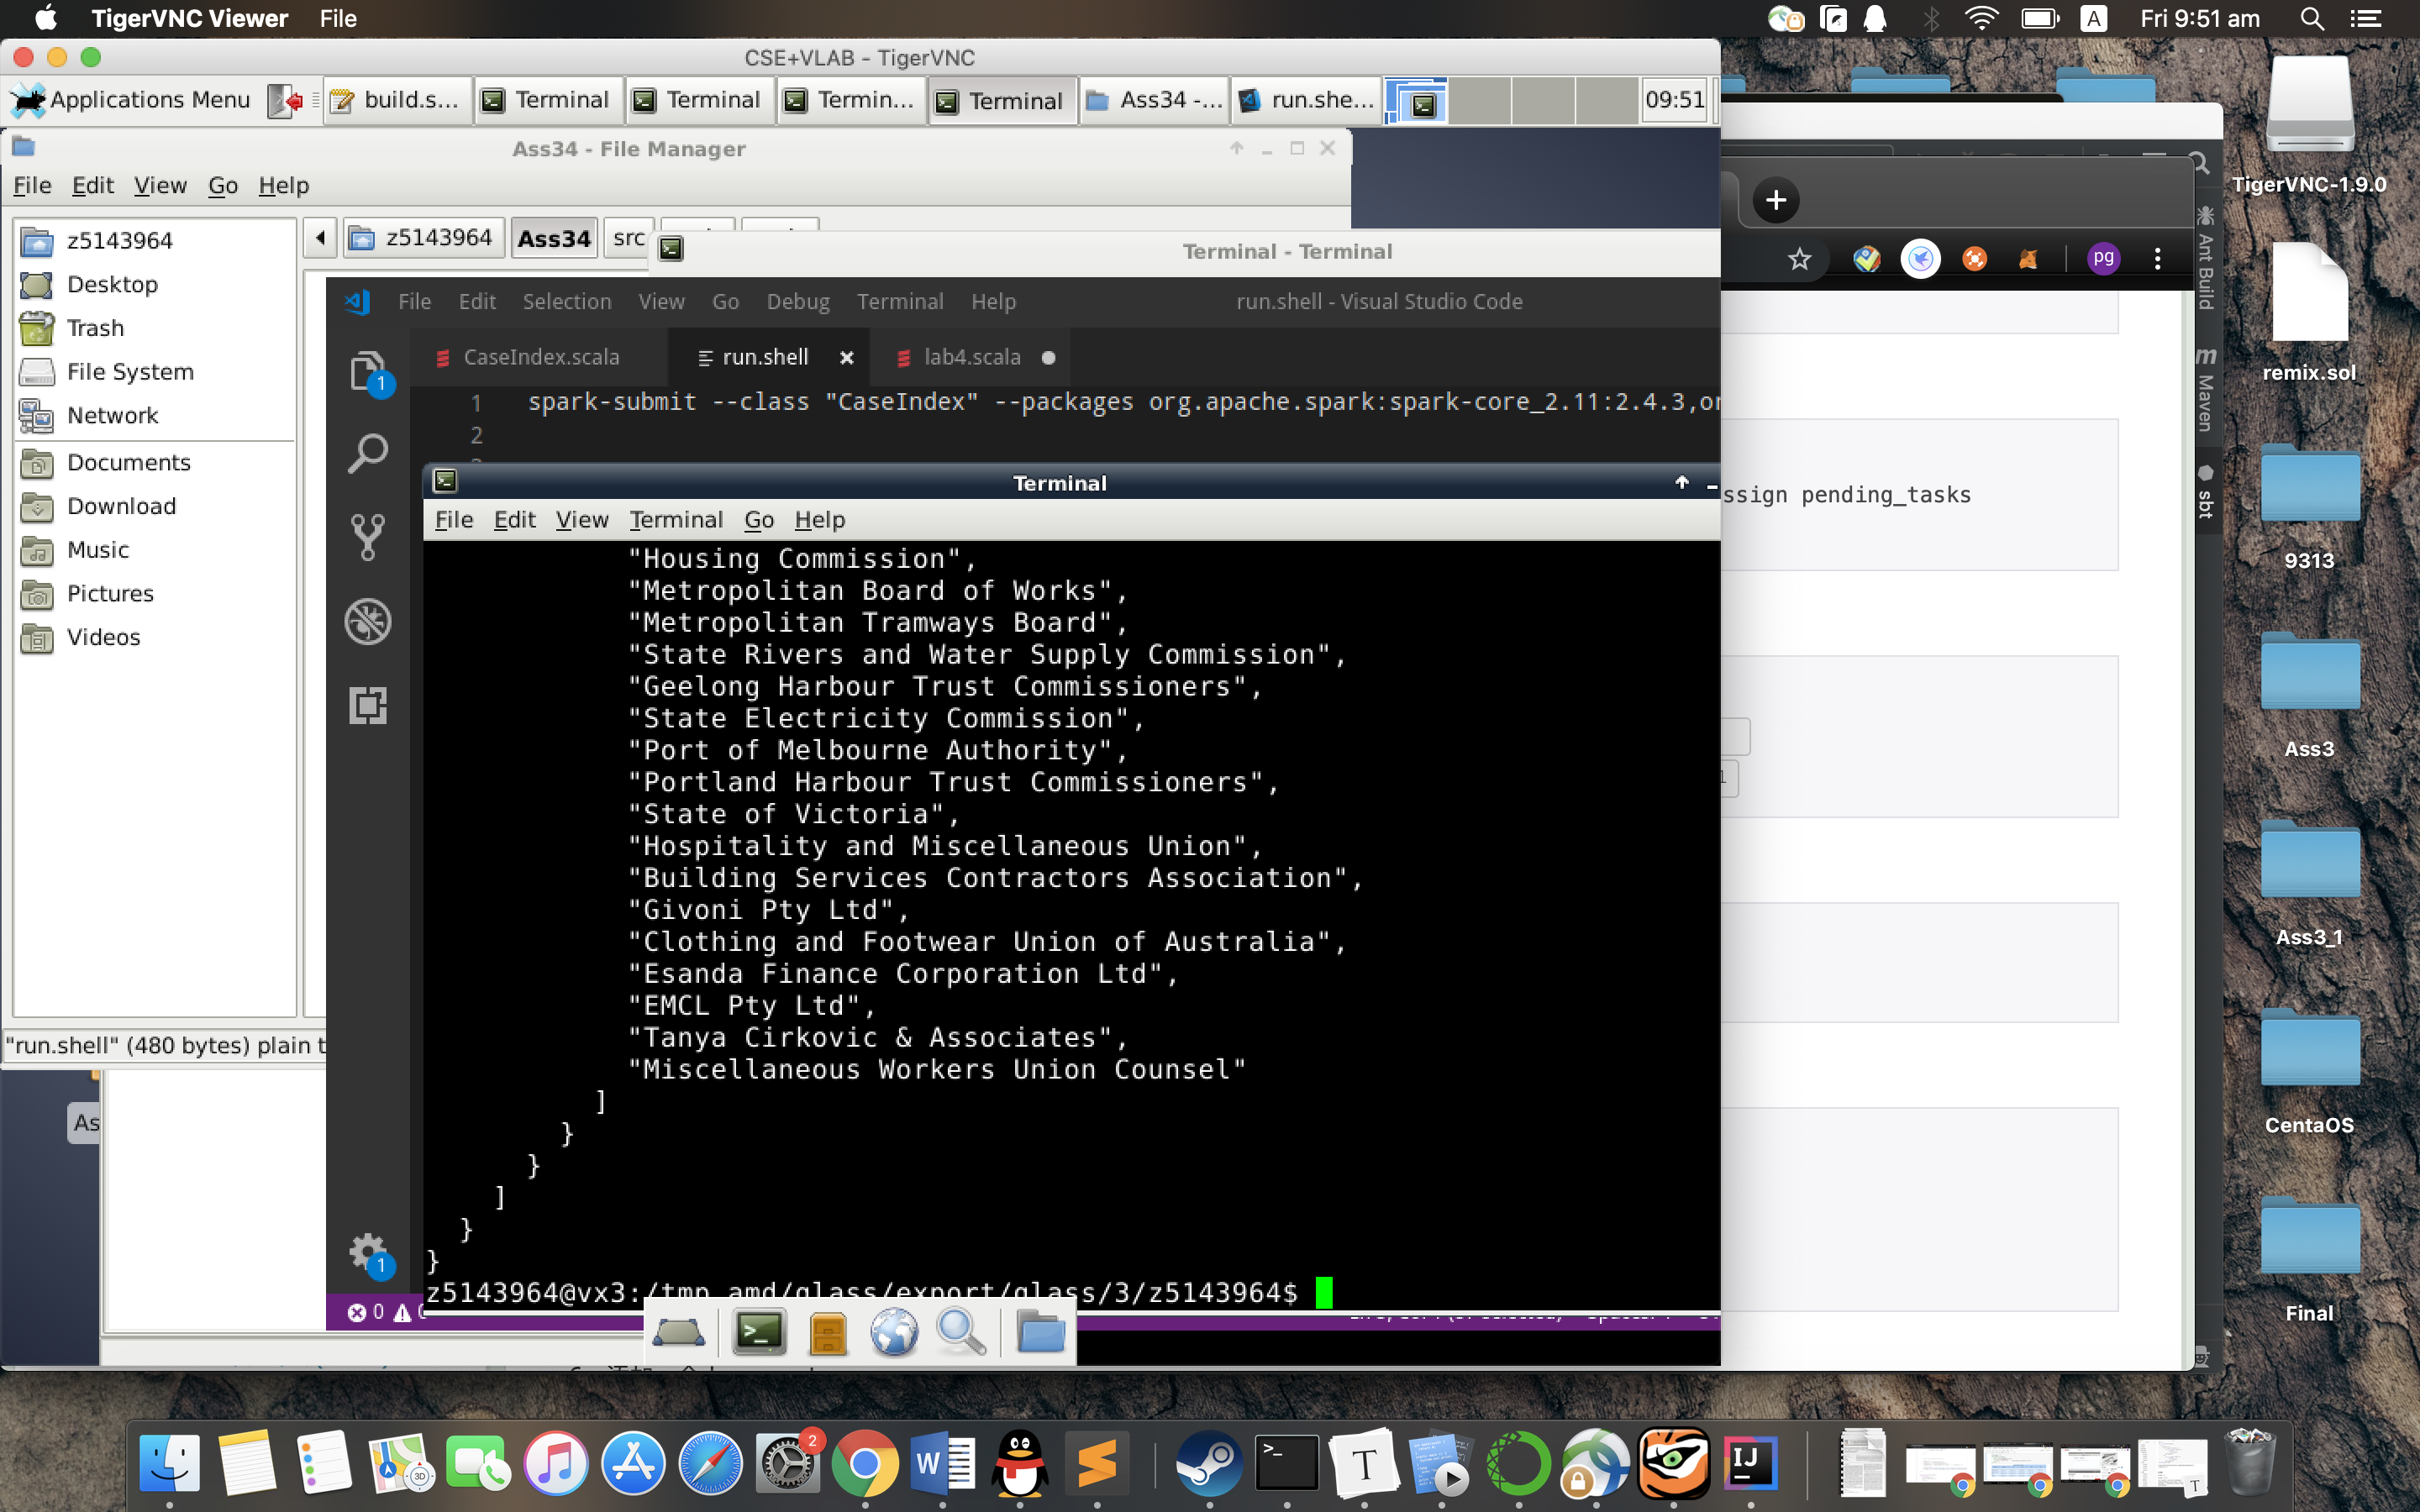 TigerVNC Viewer File
A Fri 9:51 am
CSE+VLAB - TigerVNC
Applications Menu build.s... Terminal Terminal Termin... Terminal Ass34 -... run.she... 09:51
Ass34 - File Manager
File Edit View Go Help
z5143964 Ass34 src
z5143964
Desktop
Trash
File System
Network
Documents
Download
Music
Pictures
Videos
"run.shell" (480 bytes) plain t
As
Terminal - Terminal
File Edit Selection View Go Debug Terminal Help run.shell - Visual Studio Code
CaseIndex.scala run.shell lab4.scala
1 spark-submit --class "CaseIndex" --packages org.apache.spark:spark-core_2.11:2.4.3,or
2
1
1
0
Terminal
File Edit View Terminal Go Help
"Housing Commission",
"Metropolitan Board of Works",
"Metropolitan Tramways Board",
"State Rivers and Water Supply Commission",
"Geelong Harbour Trust Commissioners",
"State Electricity Commission",
"Port of Melbourne Authority",
"Portland Harbour Trust Commissioners",
"State of Victoria",
"Hospitality and Miscellaneous Union",
"Building Services Contractors Association",
"Givoni Pty Ltd",
"Clothing and Footwear Union of Australia",
"Esanda Finance Corporation Ltd",
"EMCL Pty Ltd",
"Tanya Cirkovic & Associates",
"Miscellaneous Workers Union Counsel"
]
}
}
]
}
}
z5143964@vx3:/tmp_amd/glass/export/glass/3/z5143964$
pg
ssign pending_tasks
1
Ant Build
m Maven
sbt
TigerVNC-1.9.0
remix.sol
9313
Ass3
Ass3_1
CentaOS
Final
3D
2
W
T
IJ
T